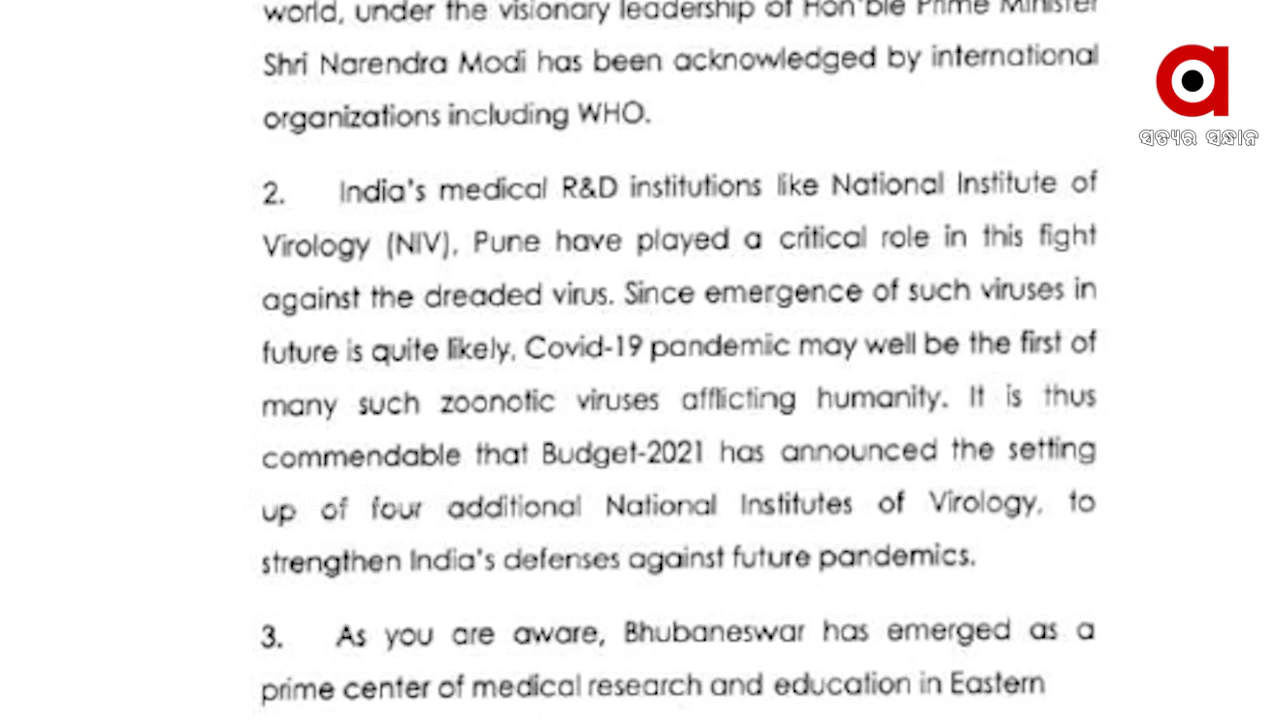 world, under the visionary leadership of Hon'ble Prime Minister
Shri Narendra Modi has been acknowledged by international
organizations including WHO.
2. India's medical R&D institutions like National Institute of
Virology (NIV), Pune have played a critical role in this fight
against the dreaded virus. Since emergence of such viruses in
future is quite likely, Covid-19 pandemic may well be the first of
many such zoonotic viruses afflicting humanity. It is thus
commendable that Budget-2021 has announced the setting
up of four additional National Institutes of Virology, to
strengthen India's defenses against future pandemics.
3. As you are aware, Bhubaneswar has emerged as a
prime center of medical research and education in Eastern
a
ସତ୍ୟର ସନ୍ଧାନ